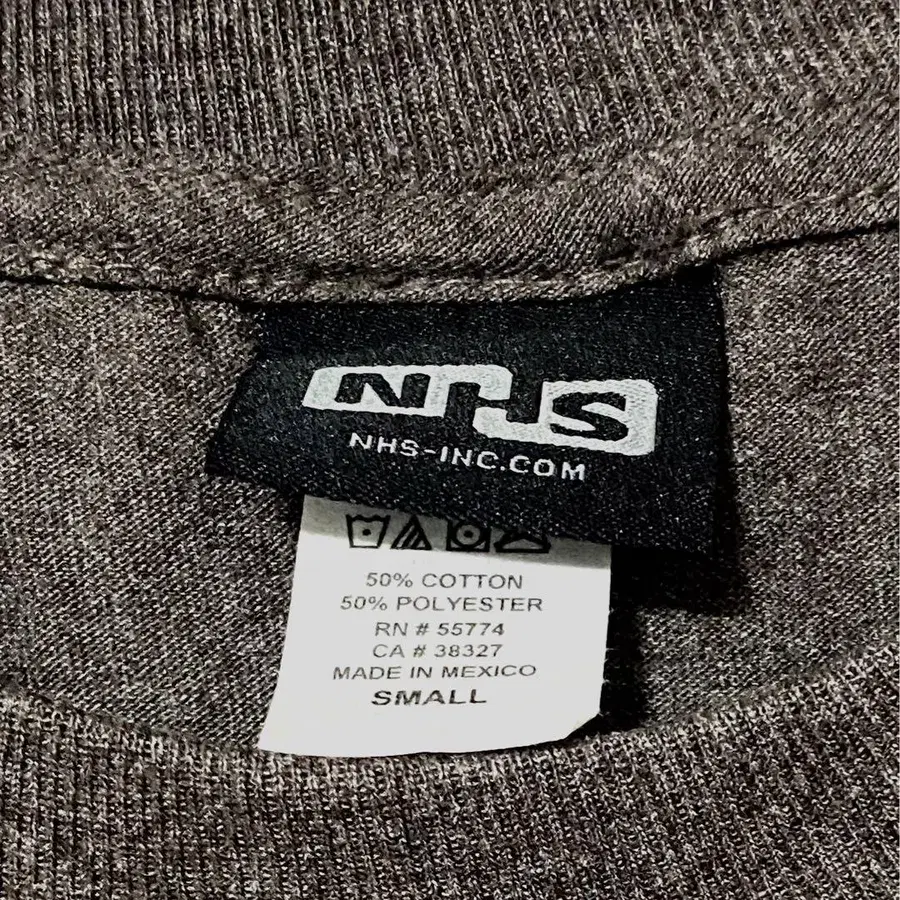 NHS
NHS-INC.COM
50% COTTON
50% POLYESTER
RN # 55774
CA # 38327
MADE IN MEXICO
SMALL